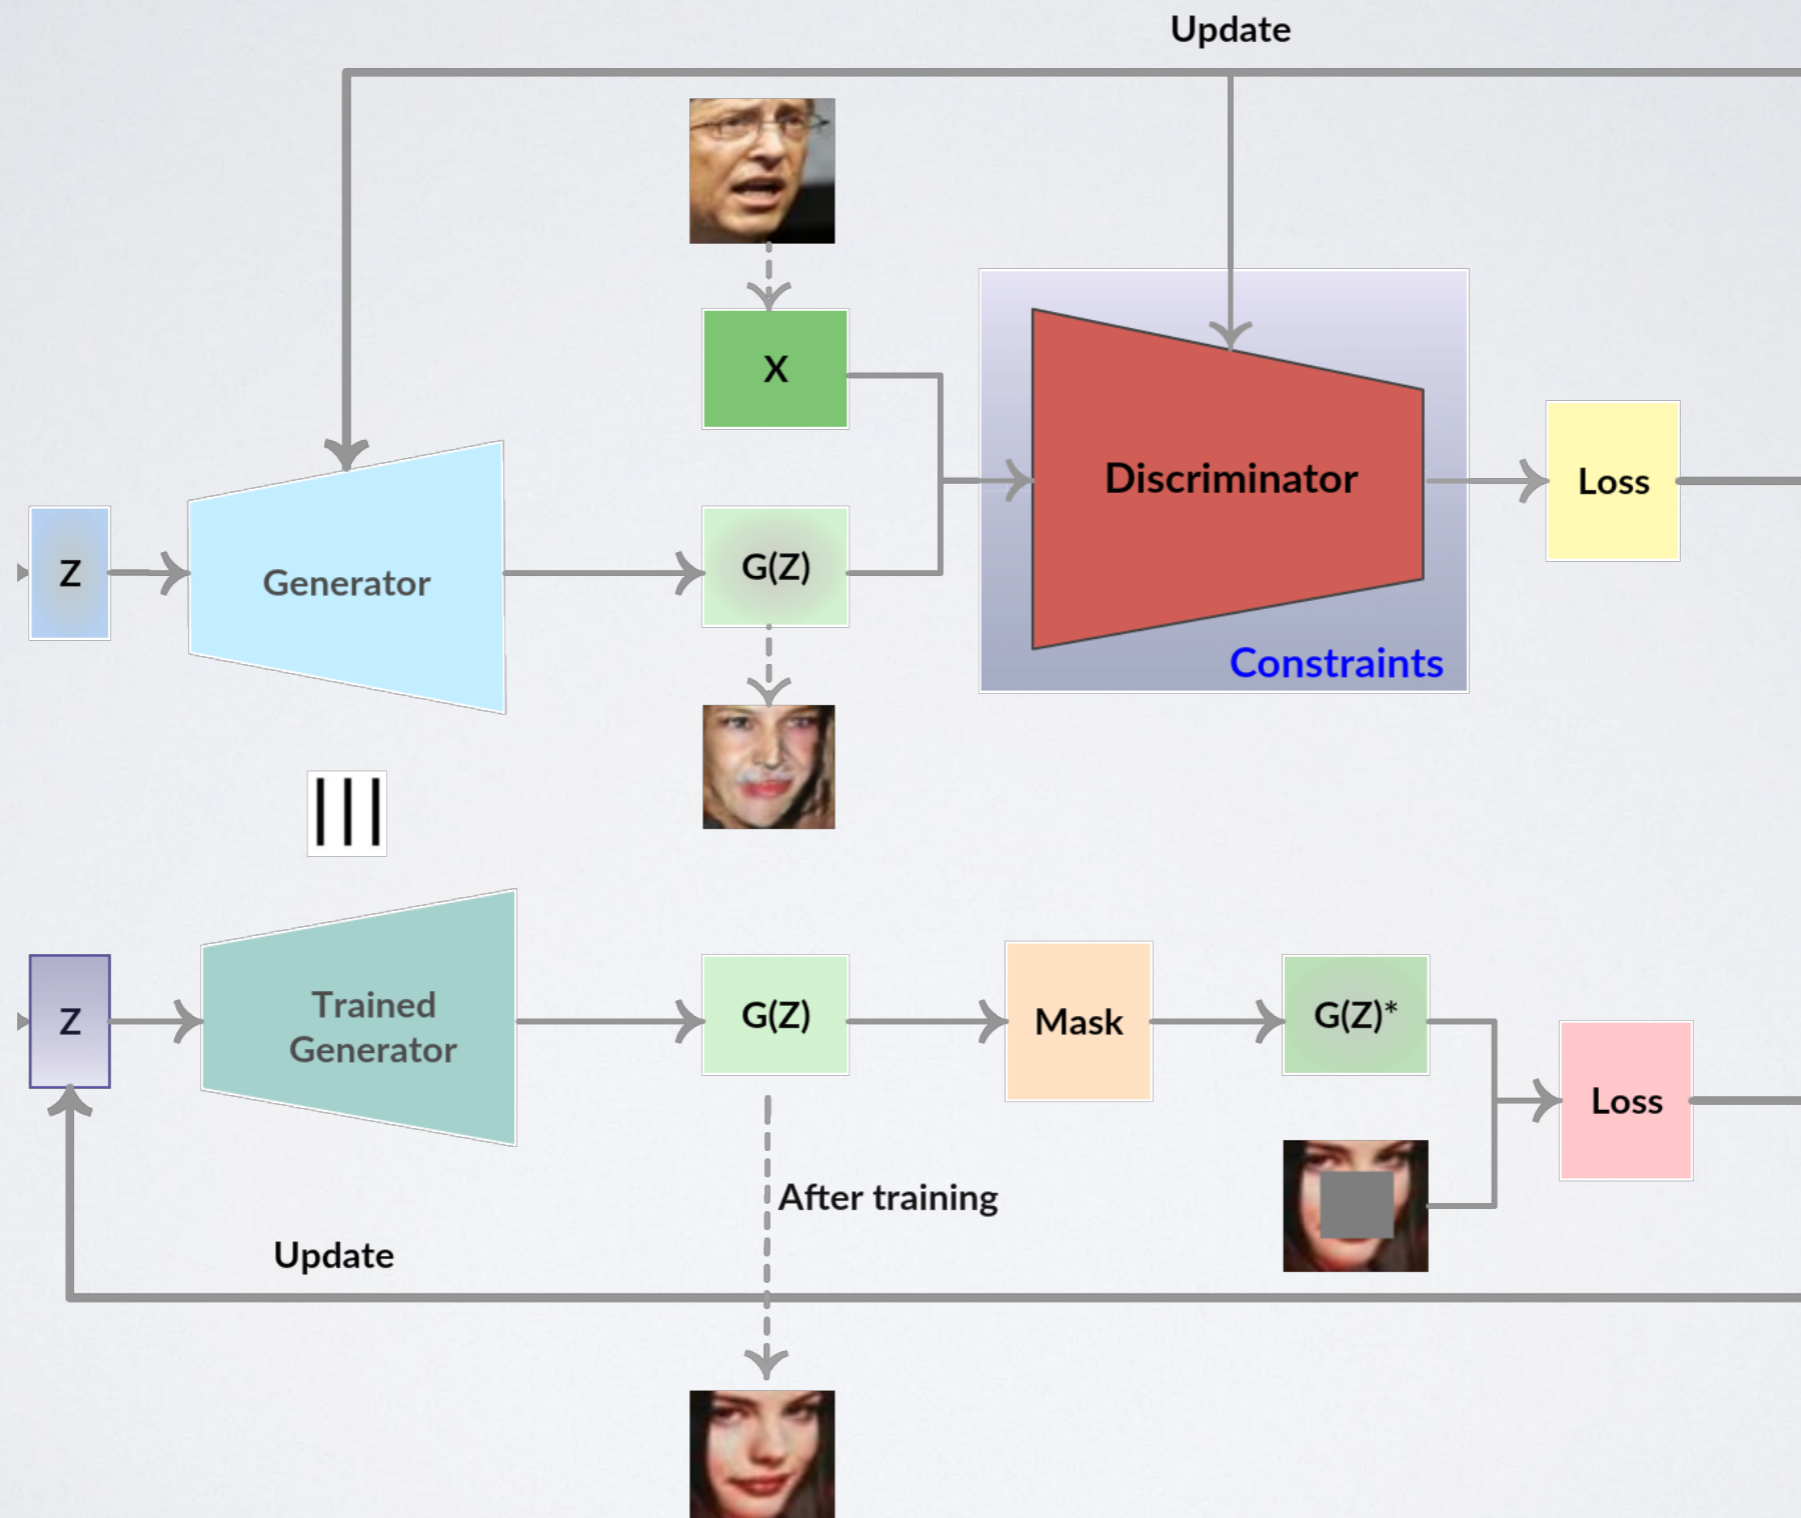 Update
X
Discriminator
Loss
Z
Generator
G(Z)
Constraints
Trained
Generator
Z
G(Z)
Mask
G(Z)*
Loss
After training
Update